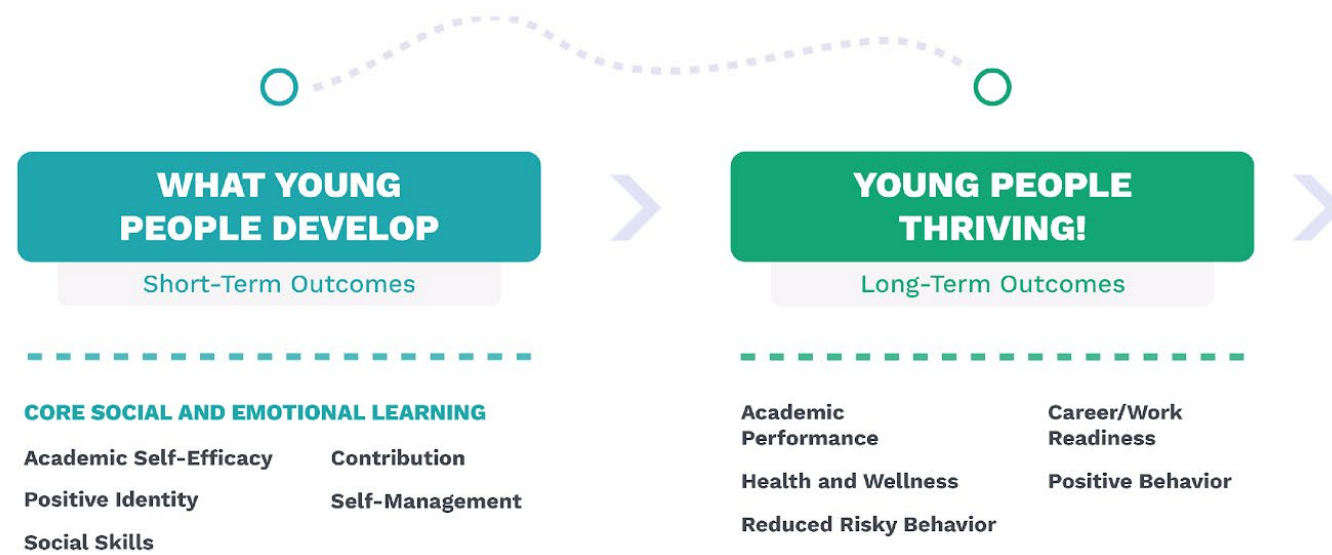 WHAT YOUNG
PEOPLE DEVELOP
Short-Term Outcomes
CORE SOCIAL AND EMOTIONAL LEARNING
Academic Self-Efficacy
Positive Identity
Social Skills
Contribution
Self-Management
YOUNG PEOPLE
THRIVING!
Long-Term Outcomes
Academic
Performance
Health and Wellness
Reduced Risky Behavior
Career/Work
Readiness
Positive Behavior